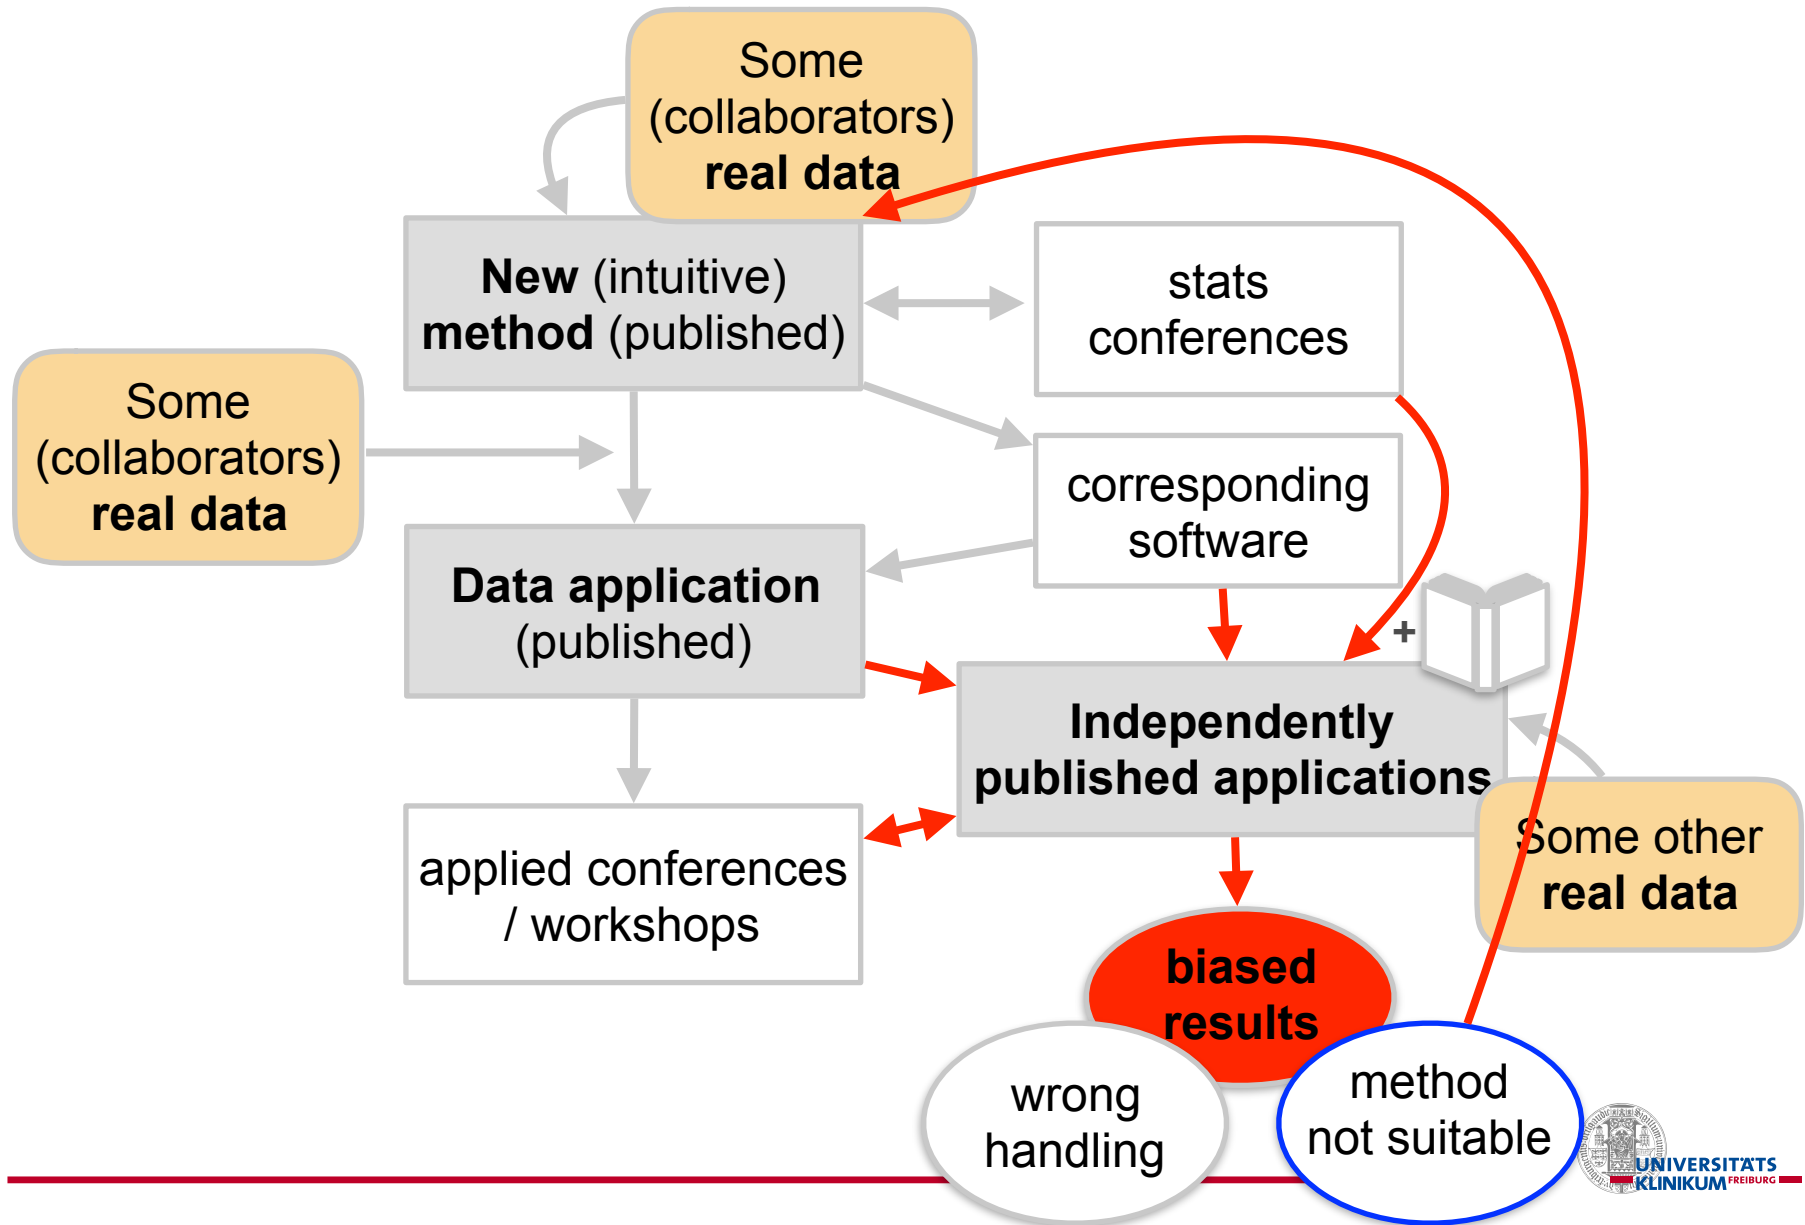 Some
(collaborators)
real data
New (intuitive)
method (published)
stats
conferences
Some
(collaborators)
real data
corresponding
software
Data application
(published)
+
Independently
published applications
Some other
real data
applied conferences
/ workshops
biased
results
wrong
handling
method
not suitable
UNIVERSITÄTS
KLINIKUM FREIBURG